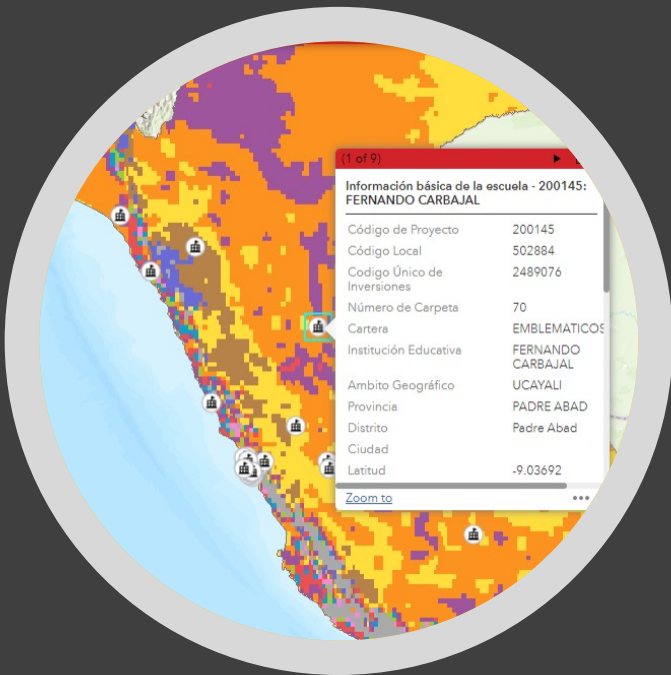 (1 of 9)
Información básica de la escuela - 200145:
FERNANDO CARBAJAL
Código de Proyecto 200145
Código Local 502884
Codigo Único de
Inversiones 2489076
Número de Carpeta 70
Cartera EMBLEMATICOS
Institución Educativa FERNANDO
CARBAJAL
Ambito Geográfico UCAYALI
Provincia PADRE ABAD
Distrito Padre Abad
Ciudad
Latitud -9.03692
Zoom to